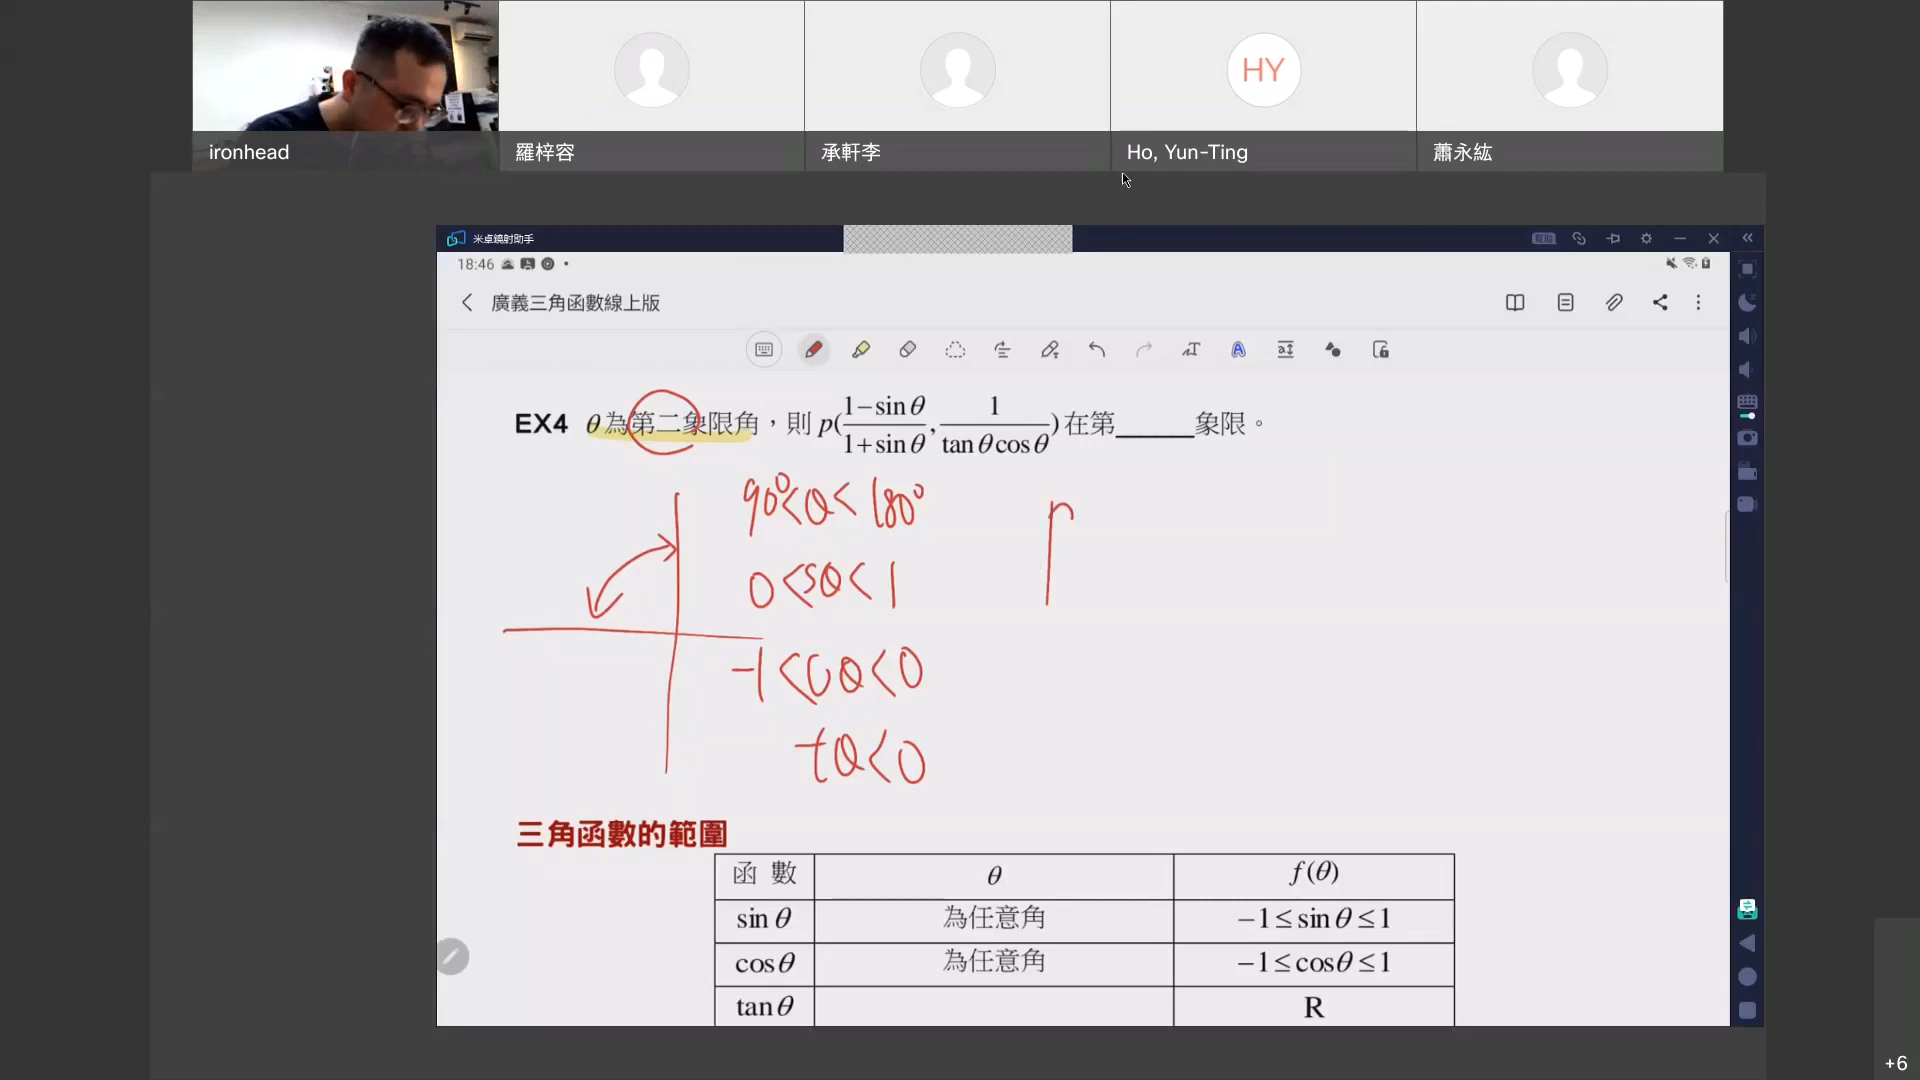 ironhead
羅梓容
承軒李
HY
Ho, Yun-Ting
蕭永紘
米卓鏡射助手
18:46
廣義三角函數線上版
EX4 θ為第二象限角，則 p(\frac{1-sinθ}{1+sinθ}, \frac{1}{tanθcosθ}) 在第______象限。
90°<θ<180°
0<sθ<1
-1<cθ<0
tθ<0
三角函數的範圍
函 數 θ f(θ)
sinθ 為任意角 -1≤sinθ≤1
cosθ 為任意角 -1≤cosθ≤1
tanθ R
+6